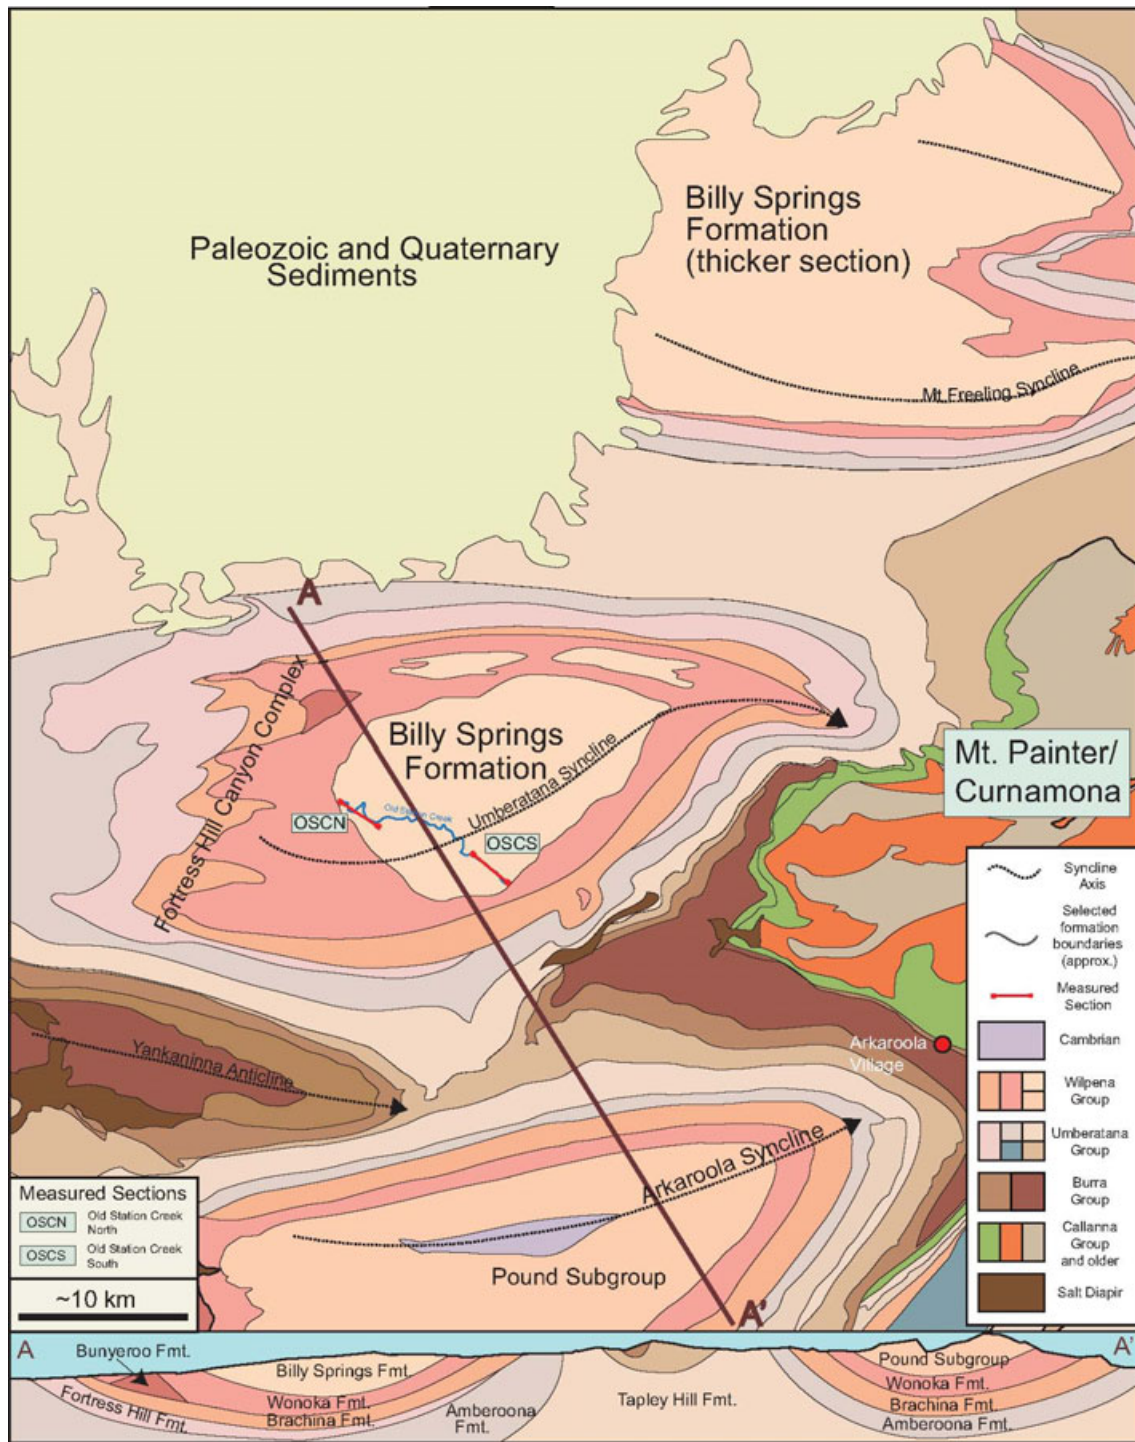 Paleozoic and Quaternary
Sediments
Billy Springs
Formation
(thicker section)
Mt. Freeling Syncline
A
Fortress Hill Canyon Complex
Billy Springs
Formation
Umberatana Syncline
Old Station Creek
OSCN
OSCS
Mt. Painter/
Curnamona
Yankaninna Anticline
Arkaroola
Village
Arkaroola Syncline
Pound Subgroup
A'
Syncline
Axis
Selected
formation
boundaries
(approx.)
Measured
Section
Cambrian
Wilpena
Group
Umberatana
Group
Burra
Group
Callanna
Group
and older
Salt Diapir
Measured Sections
OSCN
Old Station Creek
North
OSCS
Old Station Creek
South
~10 km
A
A'
Bunyeroo Fmt.
Billy Springs Fmt.
Fortress Hill Fmt.
Wonoka Fmt.
Brachina Fmt.
Amberoona
Fmt.
Tapley Hill Fmt.
Pound Subgroup
Wonoka Fmt.
Brachina Fmt.
Amberoona Fmt.